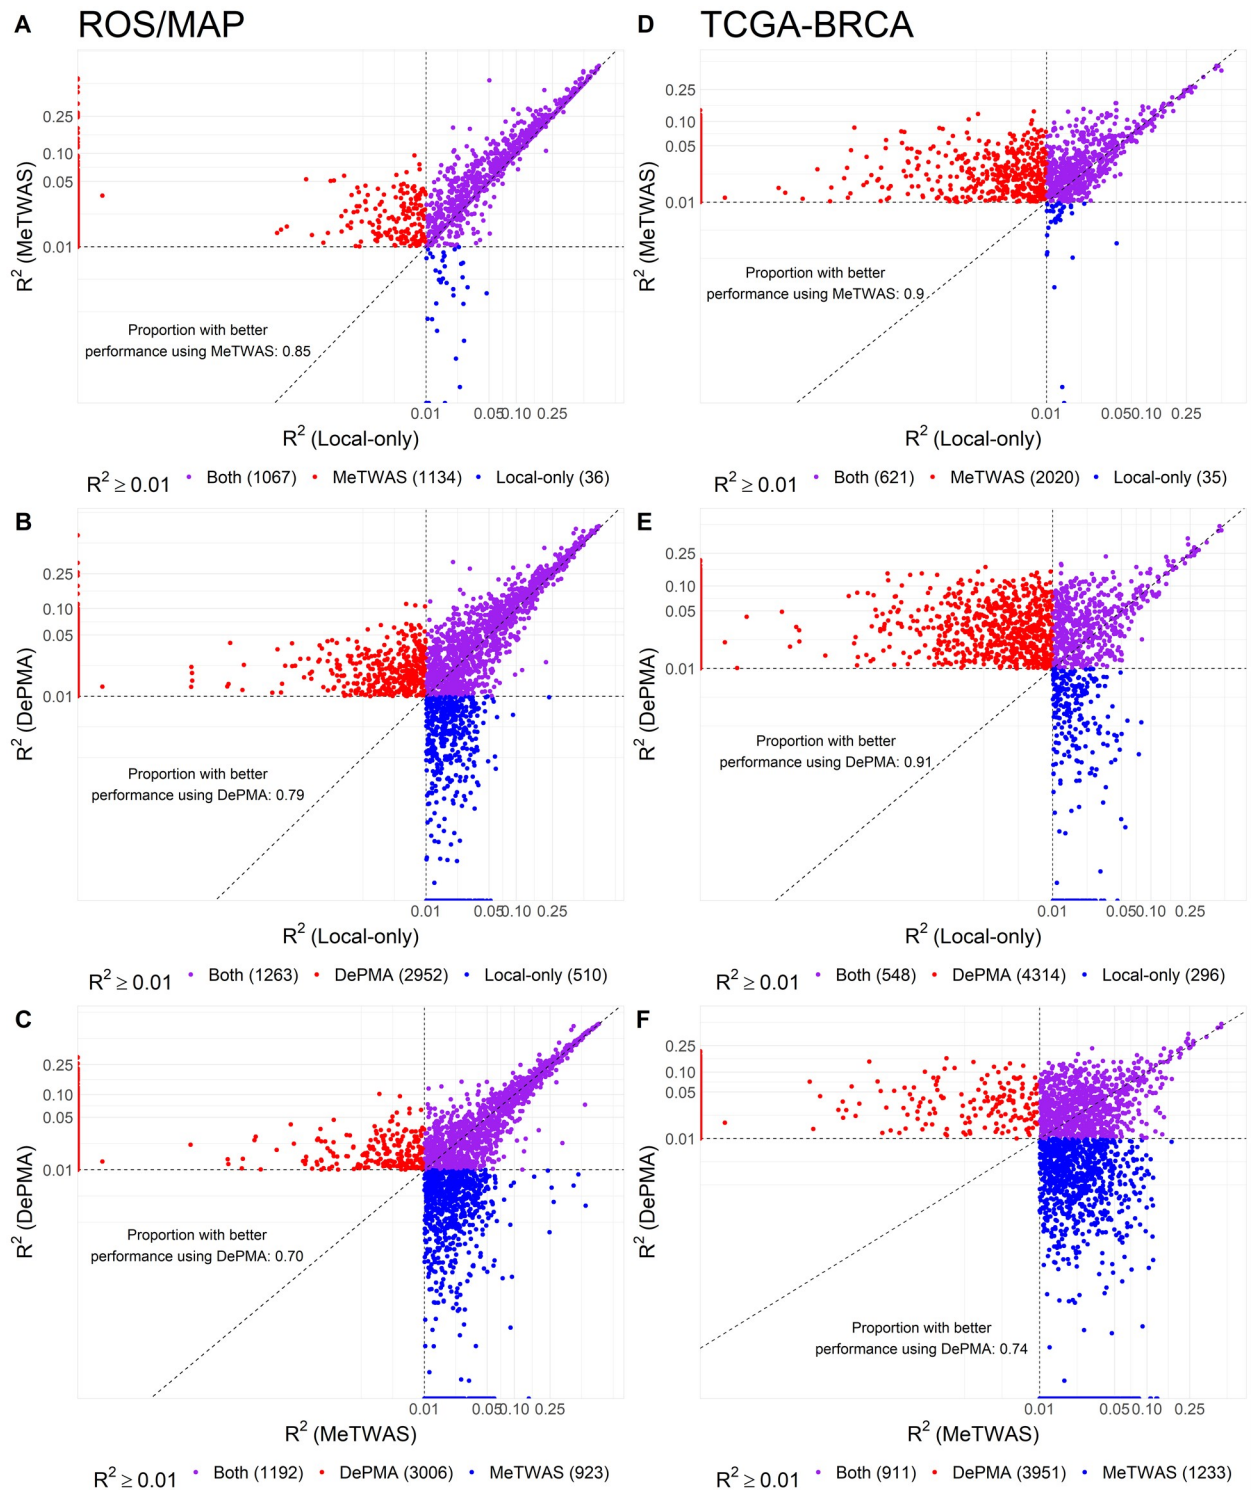 A ROS/MAP
0.25
0.10
0.05
0.01
R² (MeTWAS)
Proportion with better
performance using MeTWAS: 0.85
0.01 0.05 0.10 0.25
R² (Local-only)
R² ≥ 0.01 Both (1067) MeTWAS (1134) Local-only (36)
B
0.25
0.10
0.05
0.01
R² (DePMA)
Proportion with better
performance using DePMA: 0.79
0.01 0.05 0.10 0.25
R² (Local-only)
R² ≥ 0.01 Both (1263) DePMA (2952) Local-only (510)
C
0.25
0.10
0.05
0.01
R² (DePMA)
Proportion with better
performance using DePMA: 0.70
0.01 0.05 0.10 0.25
R² (MeTWAS)
R² ≥ 0.01 Both (1192) DePMA (3006) MeTWAS (923)
D TCGA-BRCA
0.25
0.10
0.05
0.01
R² (MeTWAS)
Proportion with better
performance using MeTWAS: 0.9
0.01 0.05 0.10 0.25
R² (Local-only)
R² ≥ 0.01 Both (621) MeTWAS (2020) Local-only (35)
E
0.25
0.10
0.05
0.01
R² (DePMA)
Proportion with better
performance using DePMA: 0.91
0.01 0.05 0.10 0.25
R² (Local-only)
R² ≥ 0.01 Both (548) DePMA (4314) Local-only (296)
F
0.25
0.10
0.05
0.01
R² (DePMA)
Proportion with better
performance using DePMA: 0.74
0.01 0.05 0.10 0.25
R² (MeTWAS)
R² ≥ 0.01 Both (911) DePMA (3951) MeTWAS (1233)